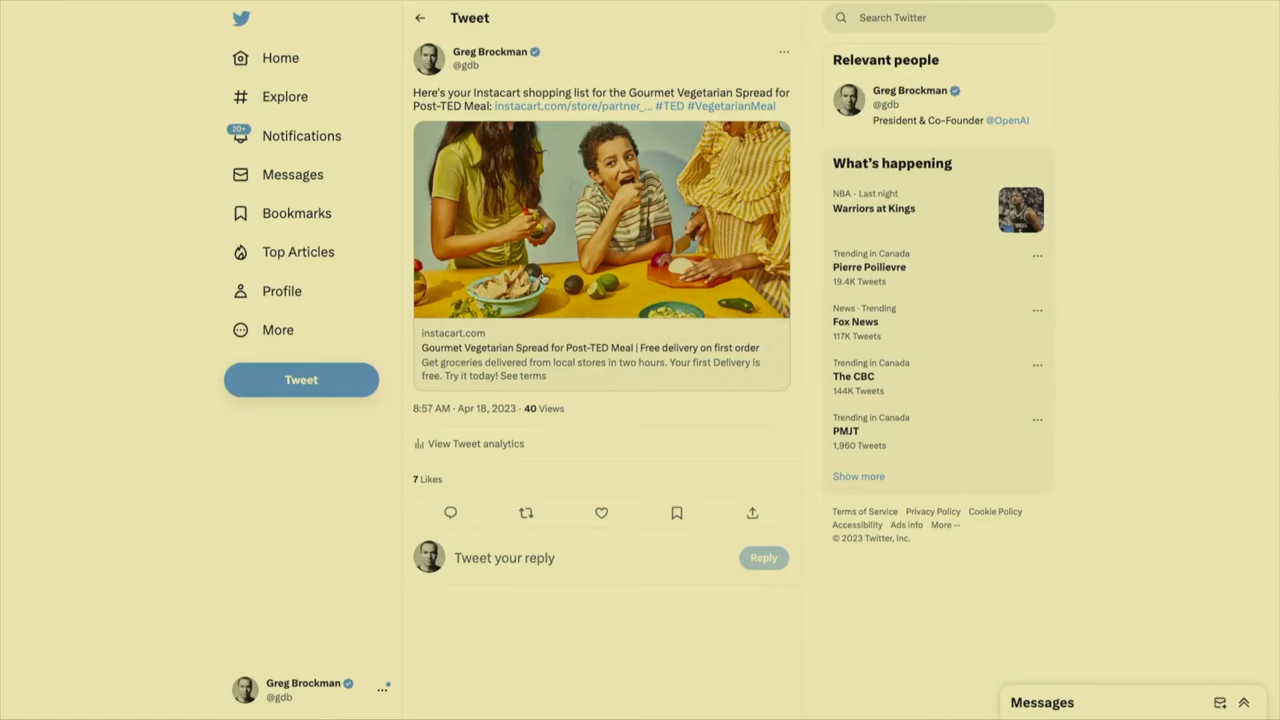 Home
Explore
20+
Notifications
Messages
Bookmarks
Top Articles
Profile
More
Tweet
Greg Brockman
@gdb
Tweet
Greg Brockman
@gdb
Here's your Instacart shopping list for the Gourmet Vegetarian Spread for
Post-TED Meal: instacart.com/store/partner_... #TED #VegetarianMeal
instacart.com
Gourmet Vegetarian Spread for Post-TED Meal | Free delivery on first order
Get groceries delivered from local stores in two hours. Your first Delivery is
free. Try it today! See terms
8:57 AM · Apr 18, 2023 · 40 Views
View Tweet analytics
7 Likes
Tweet your reply
Reply
Search Twitter
Relevant people
Greg Brockman
@gdb
President & Co-Founder @OpenAI
What's happening
NBA · Last night
Warriors at Kings
Trending in Canada
Pierre Poilievre
19.4K Tweets
News · Trending
Fox News
117K Tweets
Trending in Canada
The CBC
144K Tweets
Trending in Canada
PMJT
1,960 Tweets
Show more
Terms of Service Privacy Policy Cookie Policy
Accessibility Ads info More ···
© 2023 Twitter, Inc.
Messages